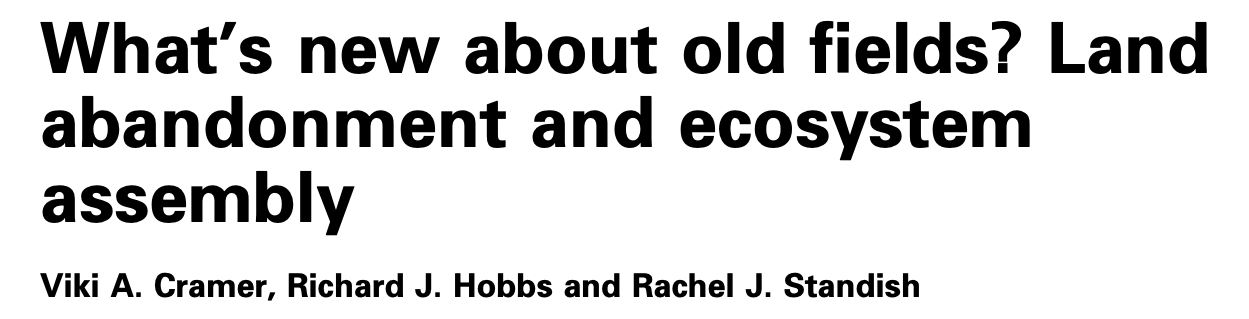 What’s new about old fields? Land
abandonment and ecosystem
assembly
Viki A. Cramer, Richard J. Hobbs and Rachel J. Standish